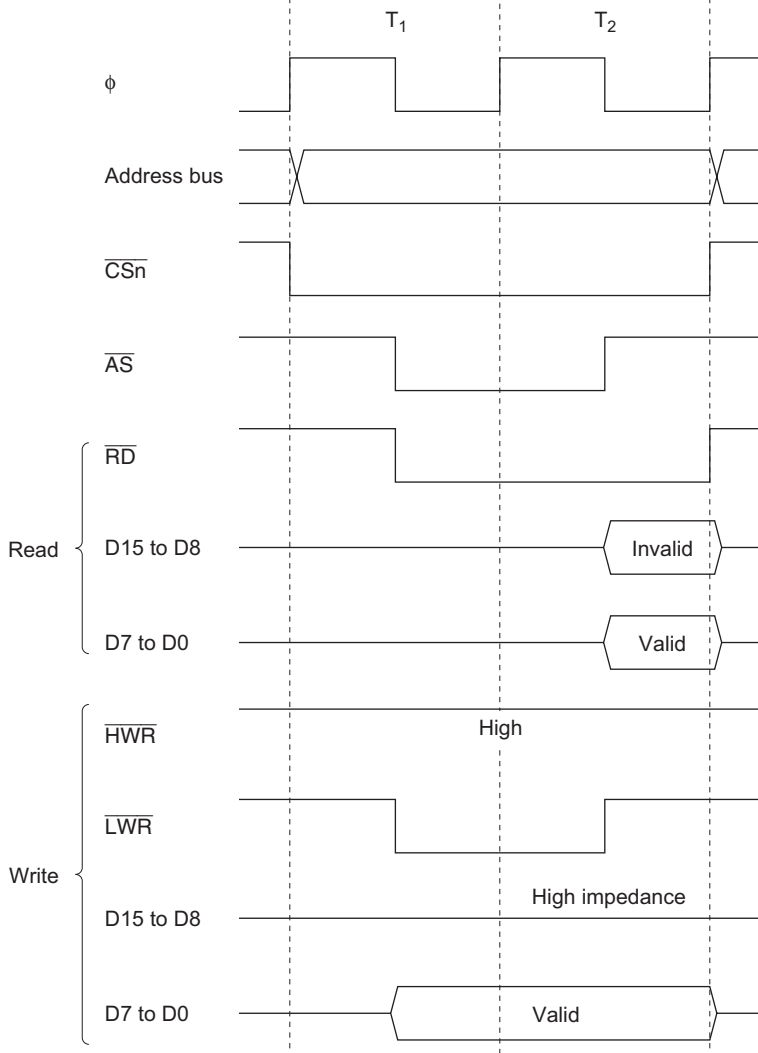 T1 T2
ϕ
Address bus
CSn
AS
RD
Read
D15 to D8 Invalid
D7 to D0 Valid
HWR
High
LWR
Write
High impedance
D15 to D8
D7 to D0 Valid